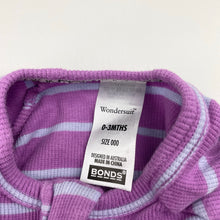 Wondersuit
0-3MTHS
SIZE 000
DESIGNED IN AUSTRALIA
MADE IN CHINA
BONDS